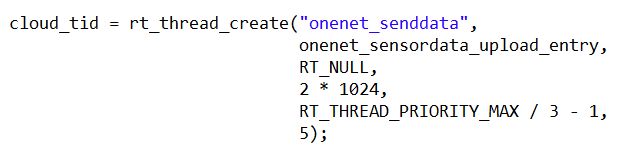 cloud_tid = rt_thread_create("onenet_senddata",
onenet_sensordata_upload_entry,
RT_NULL,
2 * 1024,
RT_THREAD_PRIORITY_MAX / 3 - 1,
5);